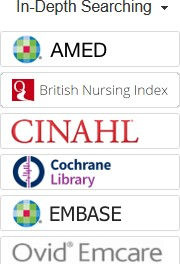 In-Depth Searching
AMED
British Nursing Index
CINAHL
Cochrane
Library
EMBASE
Ovid® Emcare